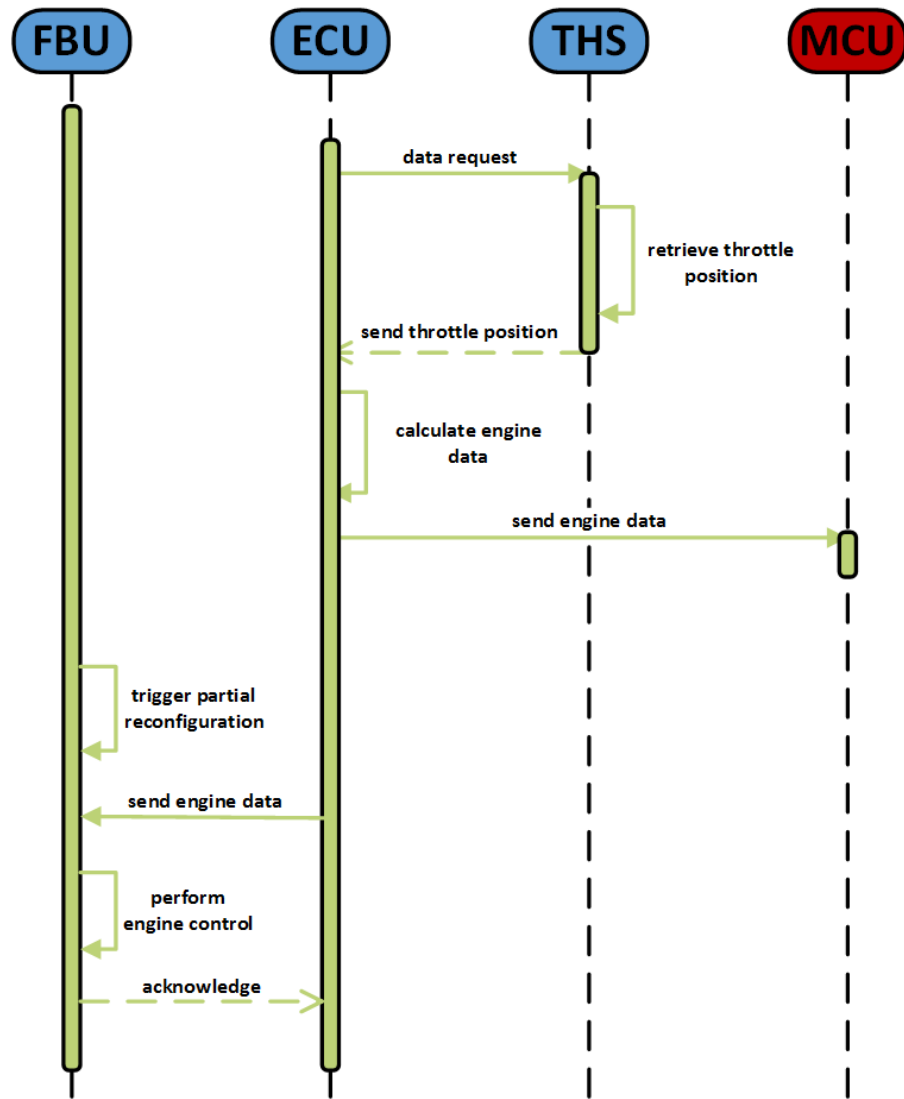 FBU
ECU
THS
MCU
data request
retrieve throttle
position
send throttle position
calculate engine
data
send engine data
trigger partial
reconfiguration
send engine data
perform
engine control
acknowledge